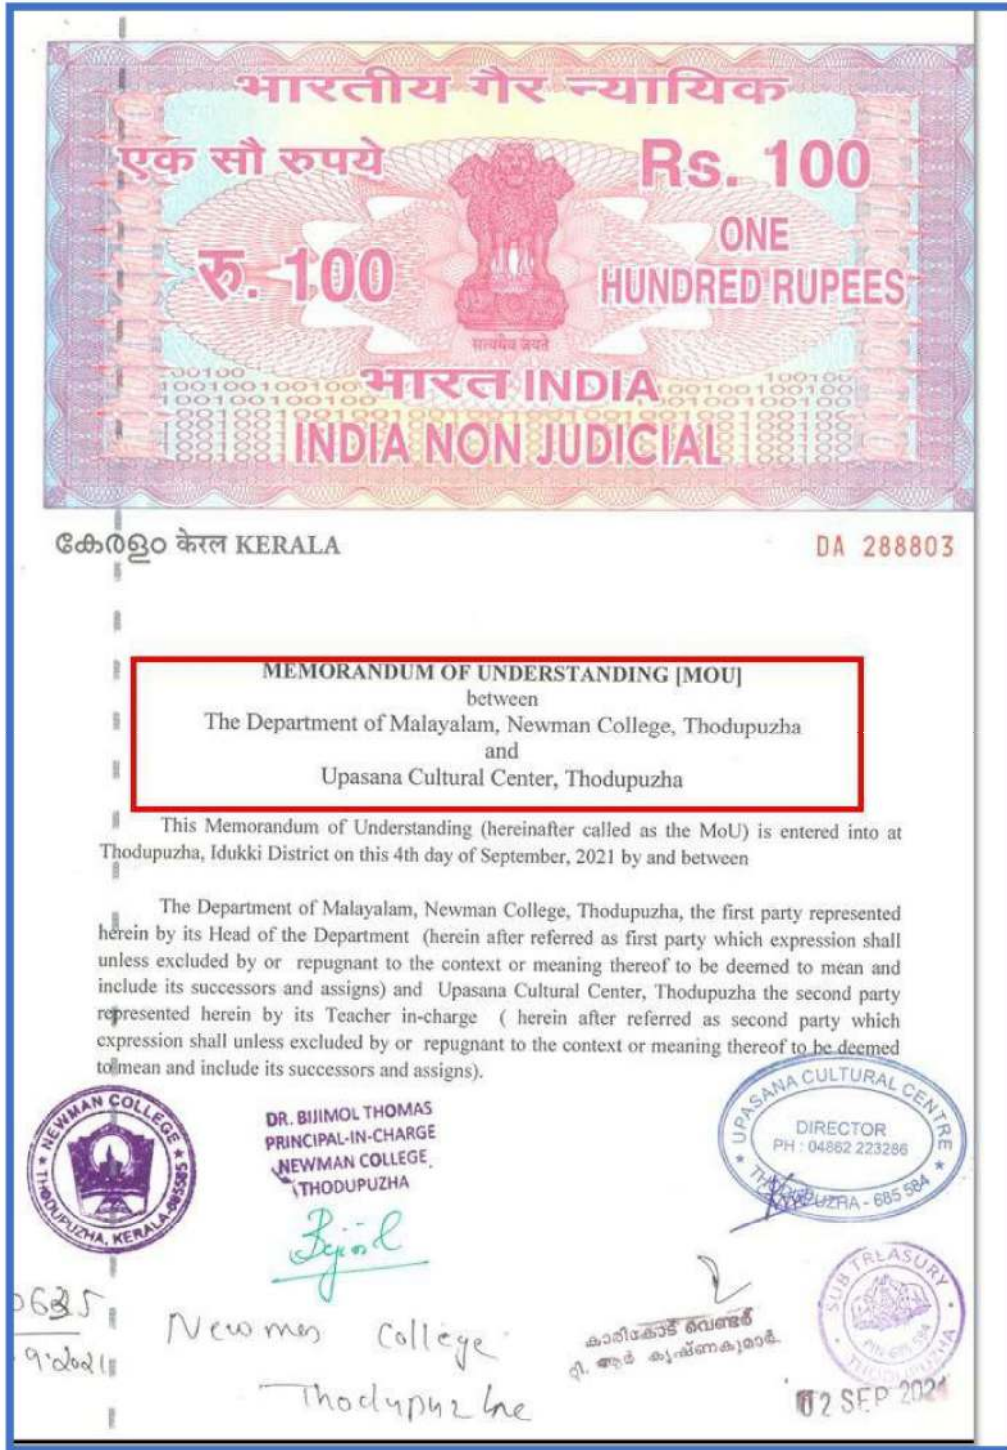 भारतीय गैर न्यायिक
एक सौ रुपये
Rs. 100
रु. 100
ONE
HUNDRED RUPEES
सत्यमेव जयते
भारत INDIA
INDIA NON JUDICIAL
കേരളം केरल KERALA
DA 288803
MEMORANDUM OF UNDERSTANDING [MOU]
between
The Department of Malayalam, Newman College, Thodupuzha
and
Upasana Cultural Center, Thodupuzha
This Memorandum of Understanding (hereinafter called as the MoU) is entered into at
Thodupuzha, Idukki District on this 4th day of September, 2021 by and between
The Department of Malayalam, Newman College, Thodupuzha, the first party represented
herein by its Head of the Department (herein after referred as first party which expression shall
unless excluded by or repugnant to the context or meaning thereof to be deemed to mean and
include its successors and assigns) and Upasana Cultural Center, Thodupuzha the second party
represented herein by its Teacher in-charge ( herein after referred as second party which
expression shall unless excluded by or repugnant to the context or meaning thereof to be deemed
to mean and include its successors and assigns).
NEWMAN COLLEGE
THODUPUZHA, KERALA-685585
DR. BIJIMOL THOMAS
PRINCIPAL-IN-CHARGE
NEWMAN COLLEGE
THODUPUZHA
UPASANA CULTURAL CENTRE
DIRECTOR
PH : 04862 223286
THODUPUZHA - 685 584
SUB TREASURY
THODUPUZHA
കാരിക്കോട് വെണ്ടർ
ആർ കൃഷ്ണകുമാർ
College
02 SEP 2021